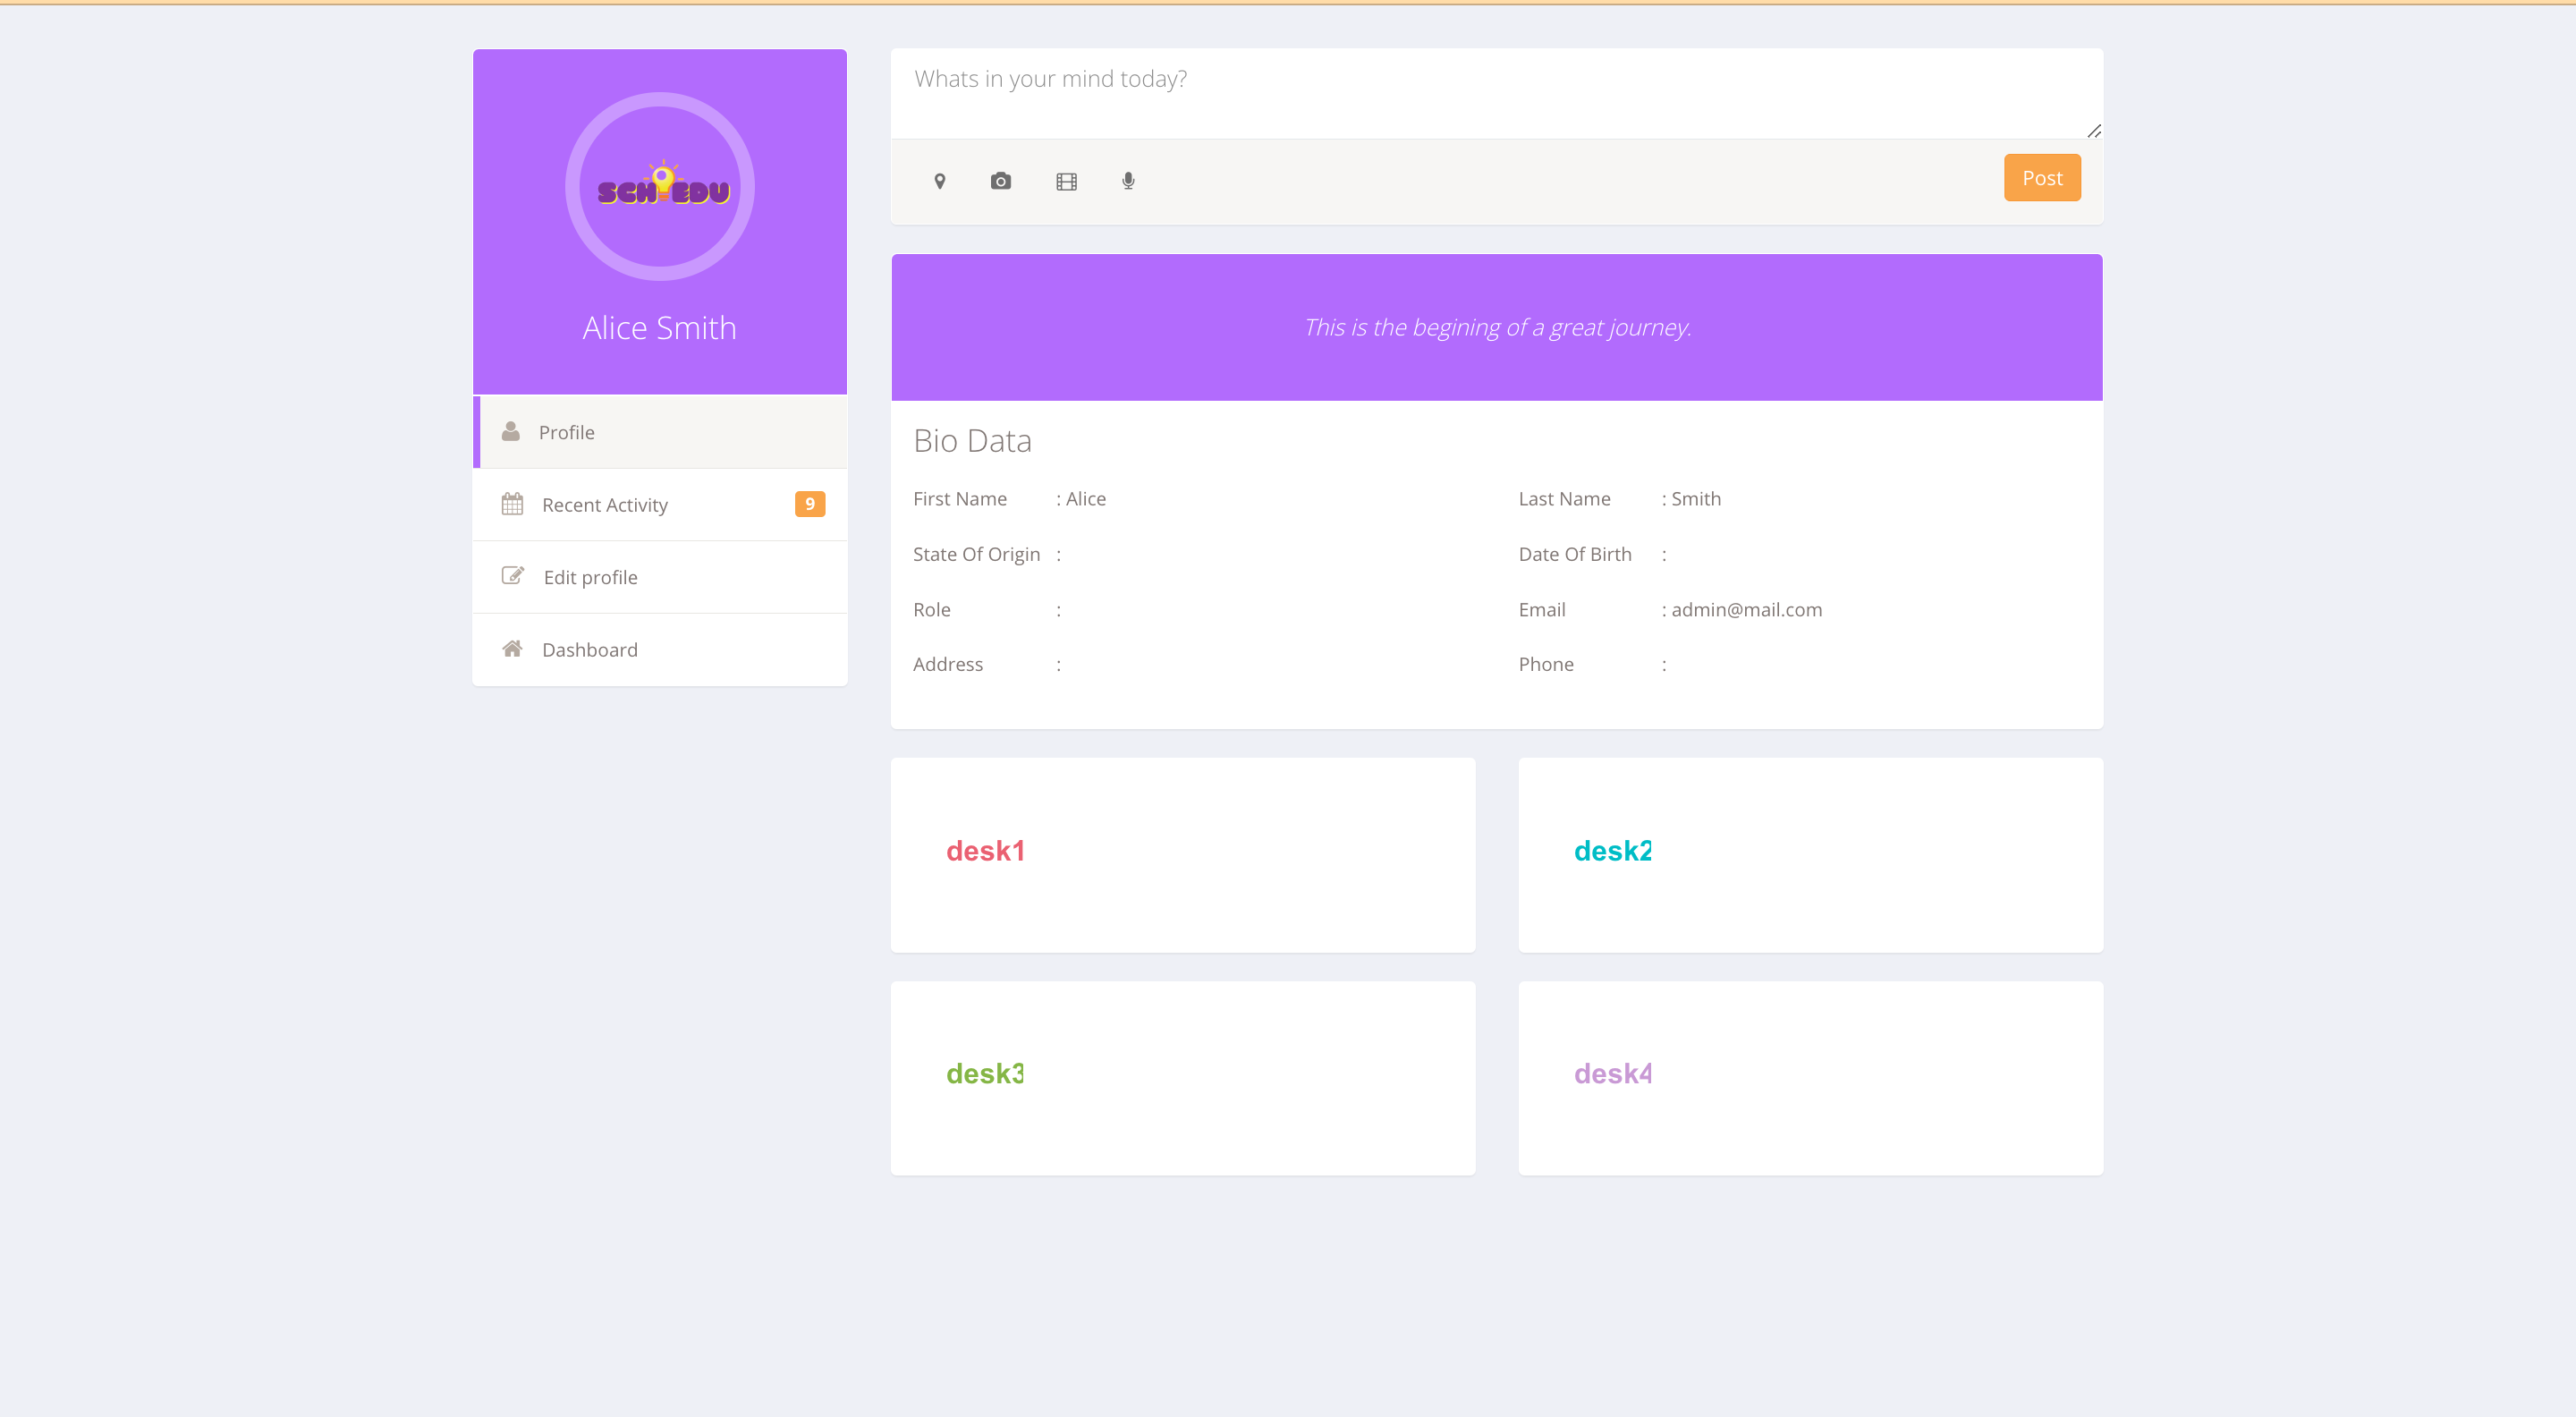 SCH EDU
Alice Smith
Profile
Recent Activity 9
Edit profile
Dashboard
Whats in your mind today?
Post
This is the begining of a great journey.
Bio Data
First Name : Alice
Last Name : Smith
State Of Origin :
Date Of Birth :
Role :
Email : admin@mail.com
Address :
Phone :
desk1
desk2
desk3
desk4